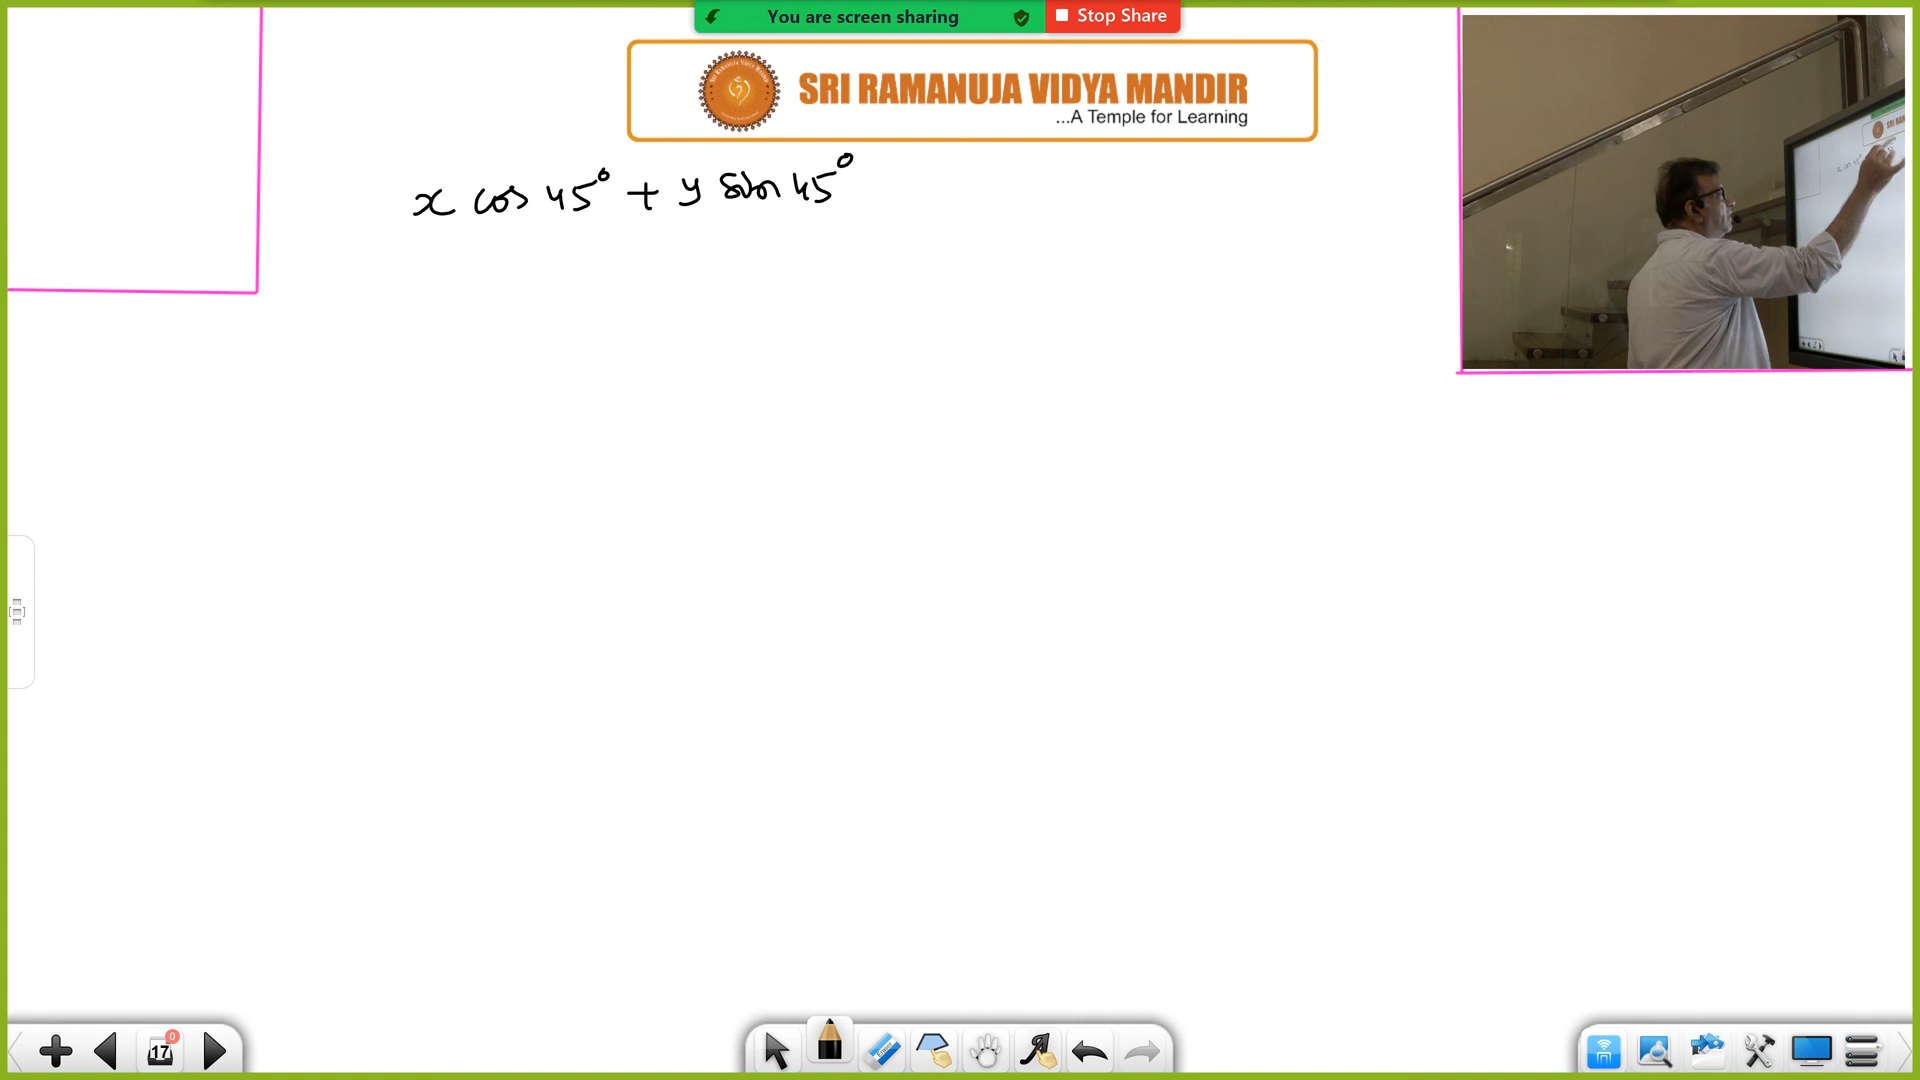 You are screen sharing
Stop Share
SRI RAMANUJA VIDYA MANDIR
...A Temple for Learning
x cos 45° + y sin 45°
17
0